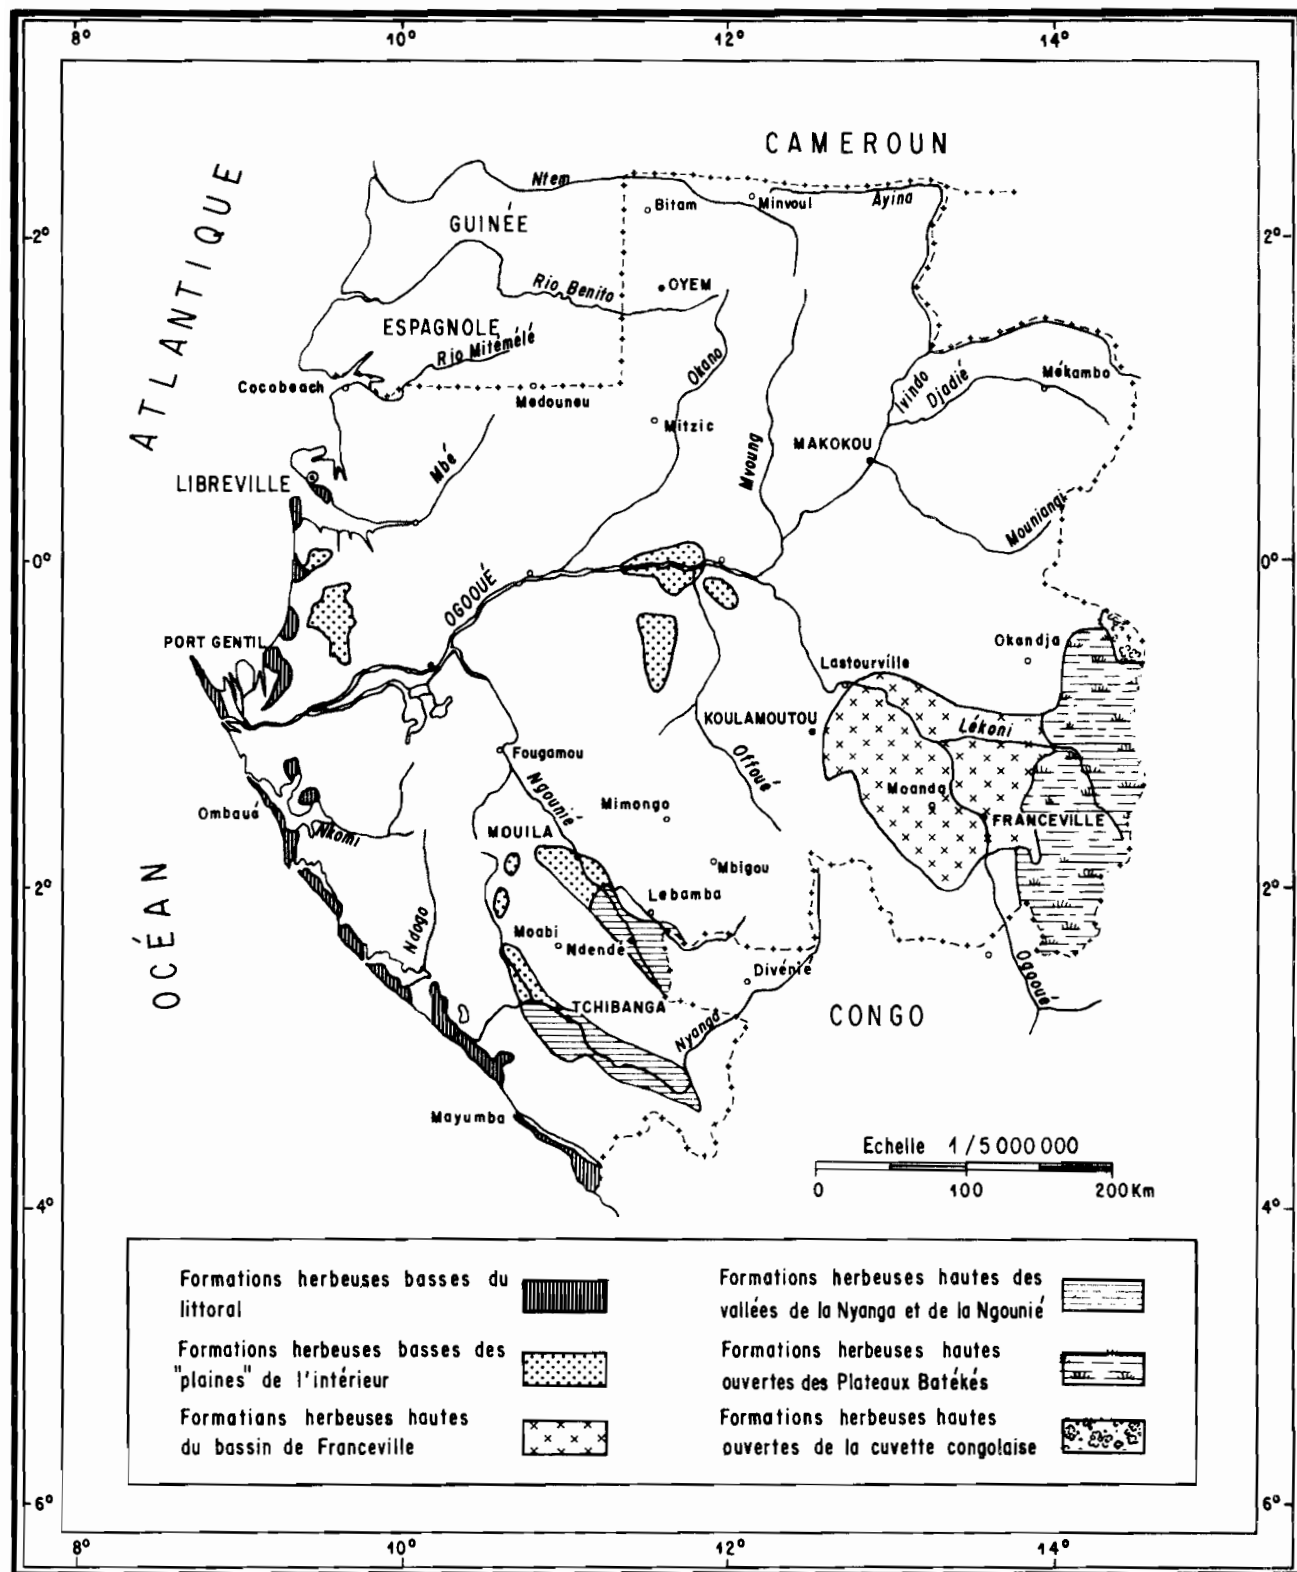 8° 10° 12° 14°
CAMEROUN
ATLANTIQUE
Ntem
Bitam
Minvoul
Ayina
GUINÉE
2° 2°
Rio Benito
OYEM
ESPAGNOLE
Rio Mitémélé
Okano
Cocobeach
Medouneu
Ivindo
Djadié
Mékambo
Mitzic
Mvoung
MAKOKOU
Mbé
LIBREVILLE
Mouniangi
0° 0°
OGOOUÉ
PORT GENTIL
Okandja
Lastourville
KOULAMOUTOU
Lékoni
Offoué
Fougamou
Ngounié
Moanda
Mimongo
Ombaué
Nkomi
MOUILA
FRANCEVILLE
Mbigou
2° 2°
OCÉAN
Lebamba
Ndogo
Moabi
Ndendé
Divénié
Ogooué
TCHIBANGA
CONGO
Nyanga
Mayumba
Echelle 1/5 000 000
0 100 200 Km
4° 4°
Formations herbeuses basses du
littoral
Formations herbeuses basses des
"plaines" de l'intérieur
Formatians herbeuses hautes
du bassin de Franceville
Formations herbeuses hautes des
vallées de la Nyanga et de la Ngounié
Formations herbeuses hautes
ouvertes des Plateaux Batékés
Formations herbeuses hautes
ouvertes de la cuvette congolaise
6° 6°
8° 10° 12° 14°